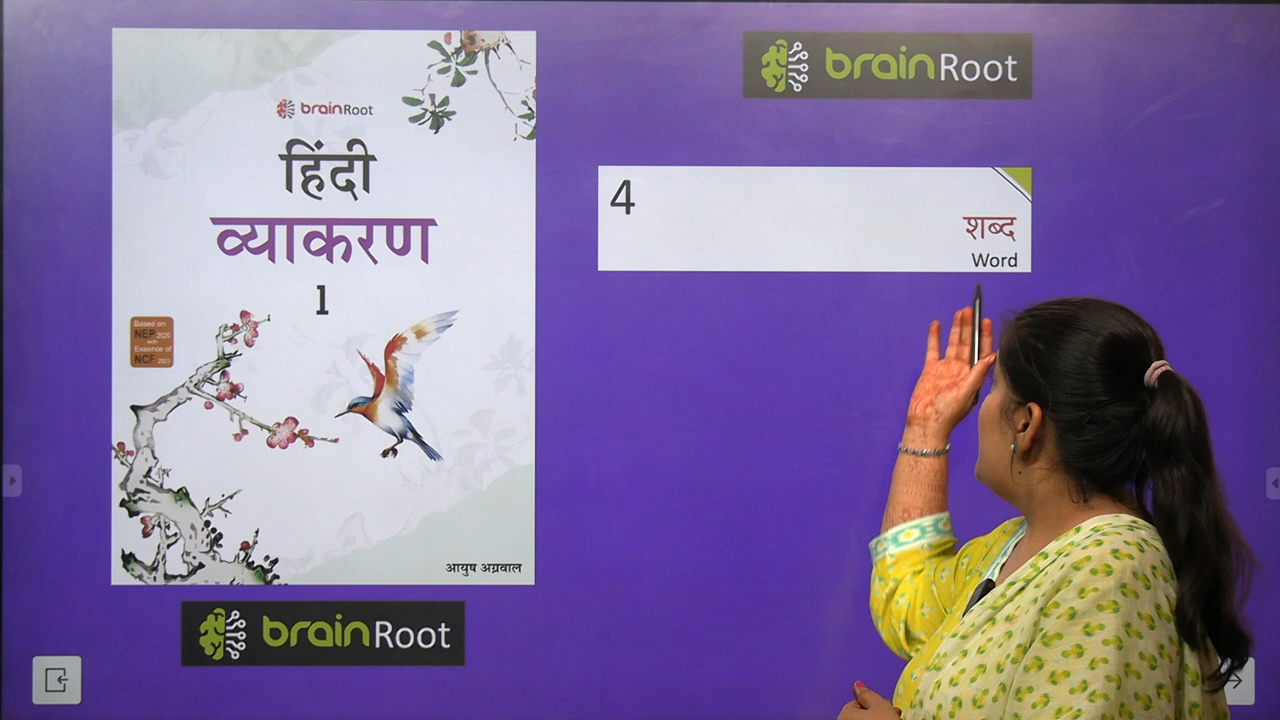 brainRoot
हिंदी
व्याकरण
1
Based on
NEP 2020
with
Essence of
NCF 2023
आयुष अग्रवाल
brainRoot
brainRoot
4
शब्द
Word